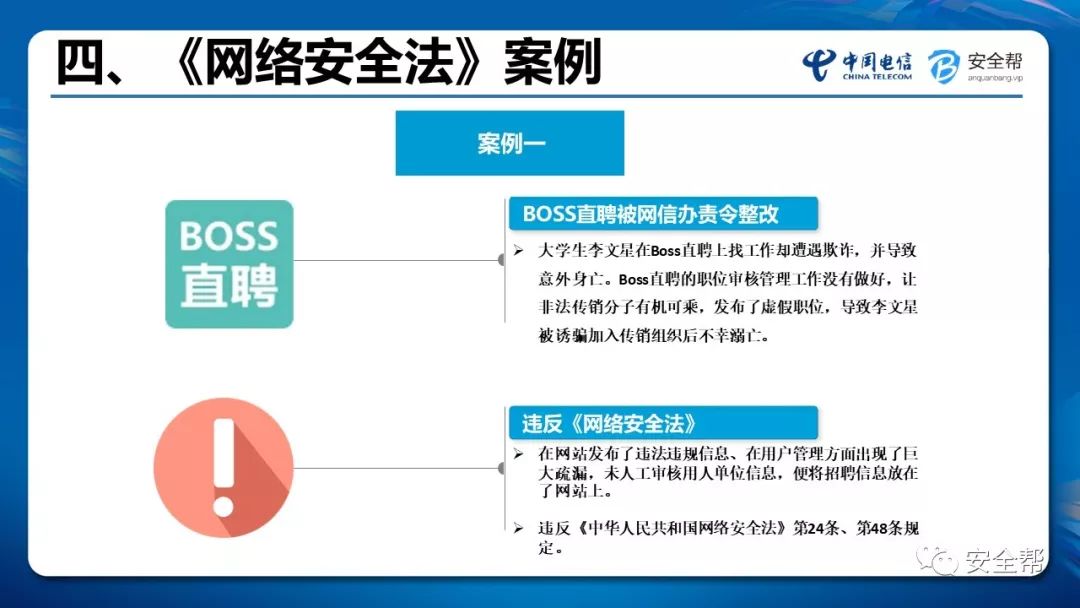 四、《网络安全法》案例
中国电信
CHINA TELECOM
安全帮
anquanbang.vip
案例一
BOSS
直聘
BOSS直聘被网信办责令整改
➢ 大学生李文星在Boss直聘上找工作却遭遇欺诈，并导致
意外身亡。Boss直聘的职位审核管理工作没有做好，让
非法传销分子有机可乘，发布了虚假职位，导致李文星
被诱骗加入传销组织后不幸溺亡。
违反《网络安全法》
➢ 在网站发布了违法违规信息、在用户管理方面出现了巨
大疏漏，未人工审核用人单位信息，便将招聘信息放在
了网站上。
➢ 违反《中华人民共和国网络安全法》第24条、第48条规
定。
安全帮